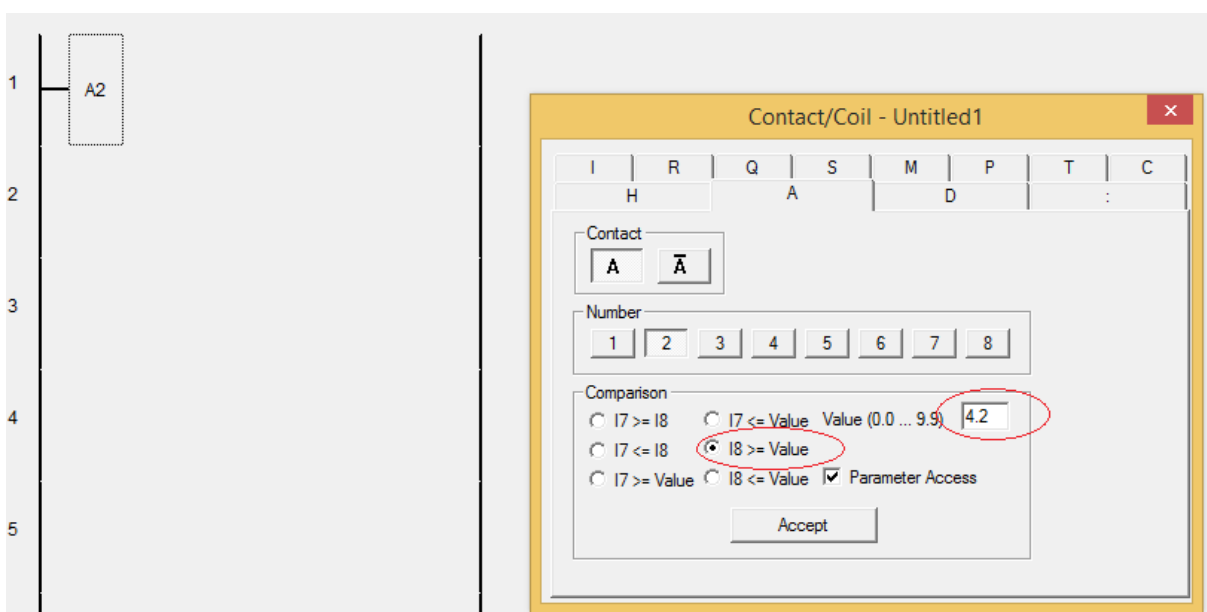 1
A2
2
3
4
5
Contact/Coil - Untitled1
I R Q S M P T C
H A D :
Contact
A Ā
Number
1 2 3 4 5 6 7 8
Comparison
I7 >= I8 I7 <= Value Value (0.0 ... 9.9) 4.2
I7 <= I8 I8 >= Value
I7 >= Value I8 <= Value Parameter Access
Accept